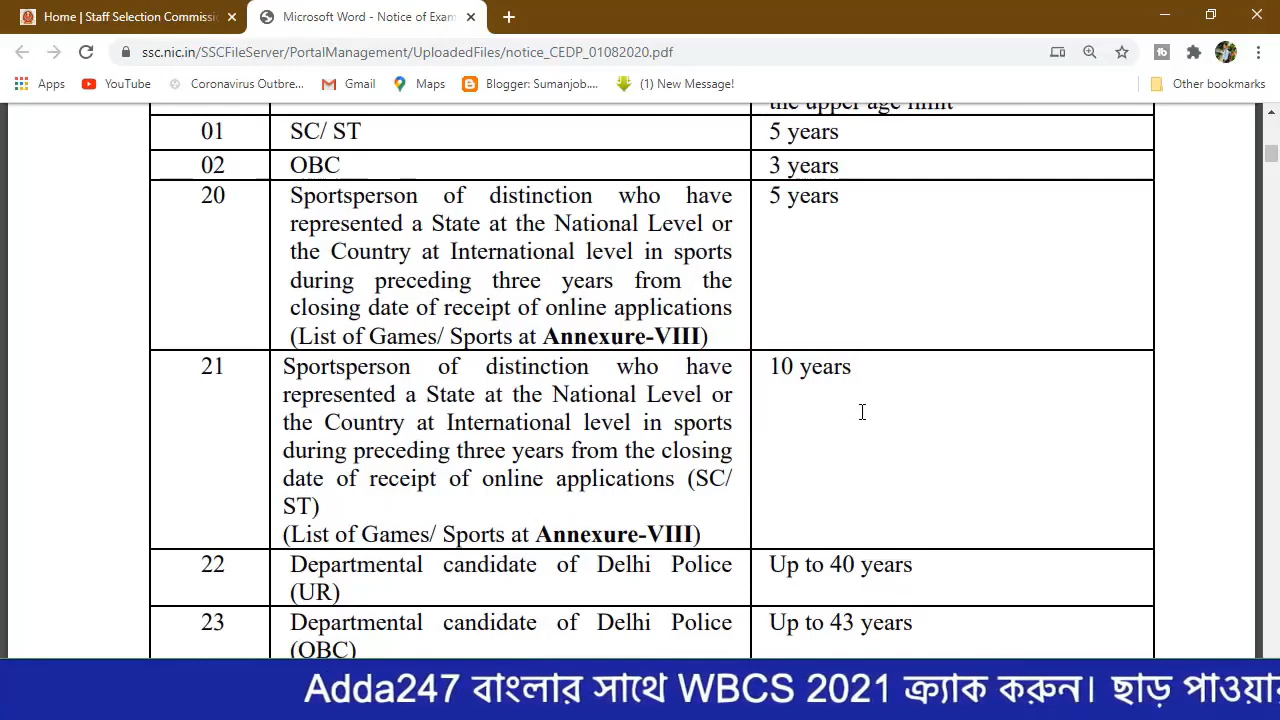 Home | Staff Selection Commissi
Microsoft Word - Notice of Exam
ssc.nic.in/SSCFileServer/PortalManagement/UploadedFiles/notice_CEDP_01082020.pdf
Apps YouTube Coronavirus Outbre... Gmail Maps Blogger: Sumanjob.... (1) New Message! Other bookmarks
the upper age limit
01 SC/ ST 5 years
02 OBC 3 years
20 Sportsperson of distinction who have 5 years
represented a State at the National Level or
the Country at International level in sports
during preceding three years from the
closing date of receipt of online applications
(List of Games/ Sports at Annexure-VIII)
21 Sportsperson of distinction who have 10 years
represented a State at the National Level or
the Country at International level in sports
during preceding three years from the closing
date of receipt of online applications (SC/
ST)
(List of Games/ Sports at Annexure-VIII)
22 Departmental candidate of Delhi Police Up to 40 years
(UR)
23 Departmental candidate of Delhi Police Up to 43 years
(OBC)
Adda247 বাংলার সাথে WBCS 2021 ক্র্যাক করুন। ছাড় পাওয়ার